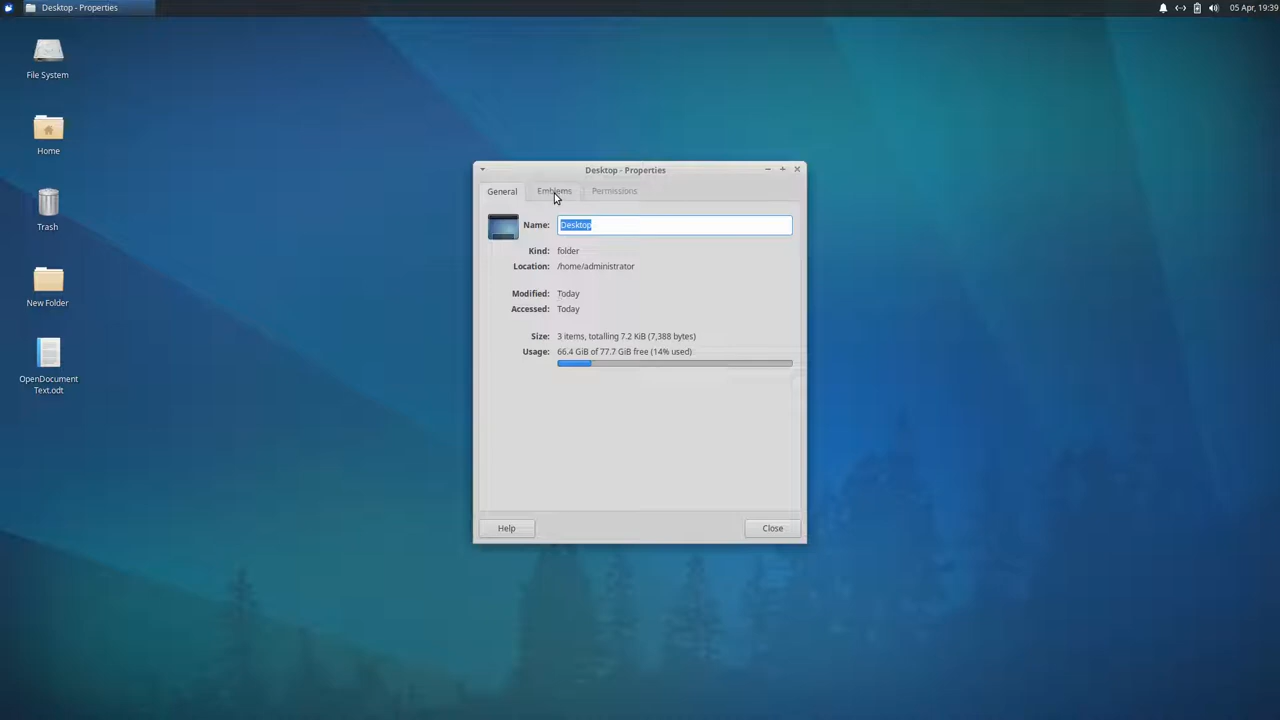 Desktop - Properties
05 Apr, 19:39
File System
Home
Trash
New Folder
OpenDocument
Text.odt
Desktop - Properties
General
Emblems
Permissions
Name: Desktop
Kind: folder
Location: /home/administrator
Modified: Today
Accessed: Today
Size: 3 items, totalling 7.2 KiB (7,388 bytes)
Usage: 66.4 GiB of 77.7 GiB free (14% used)
Help
Close